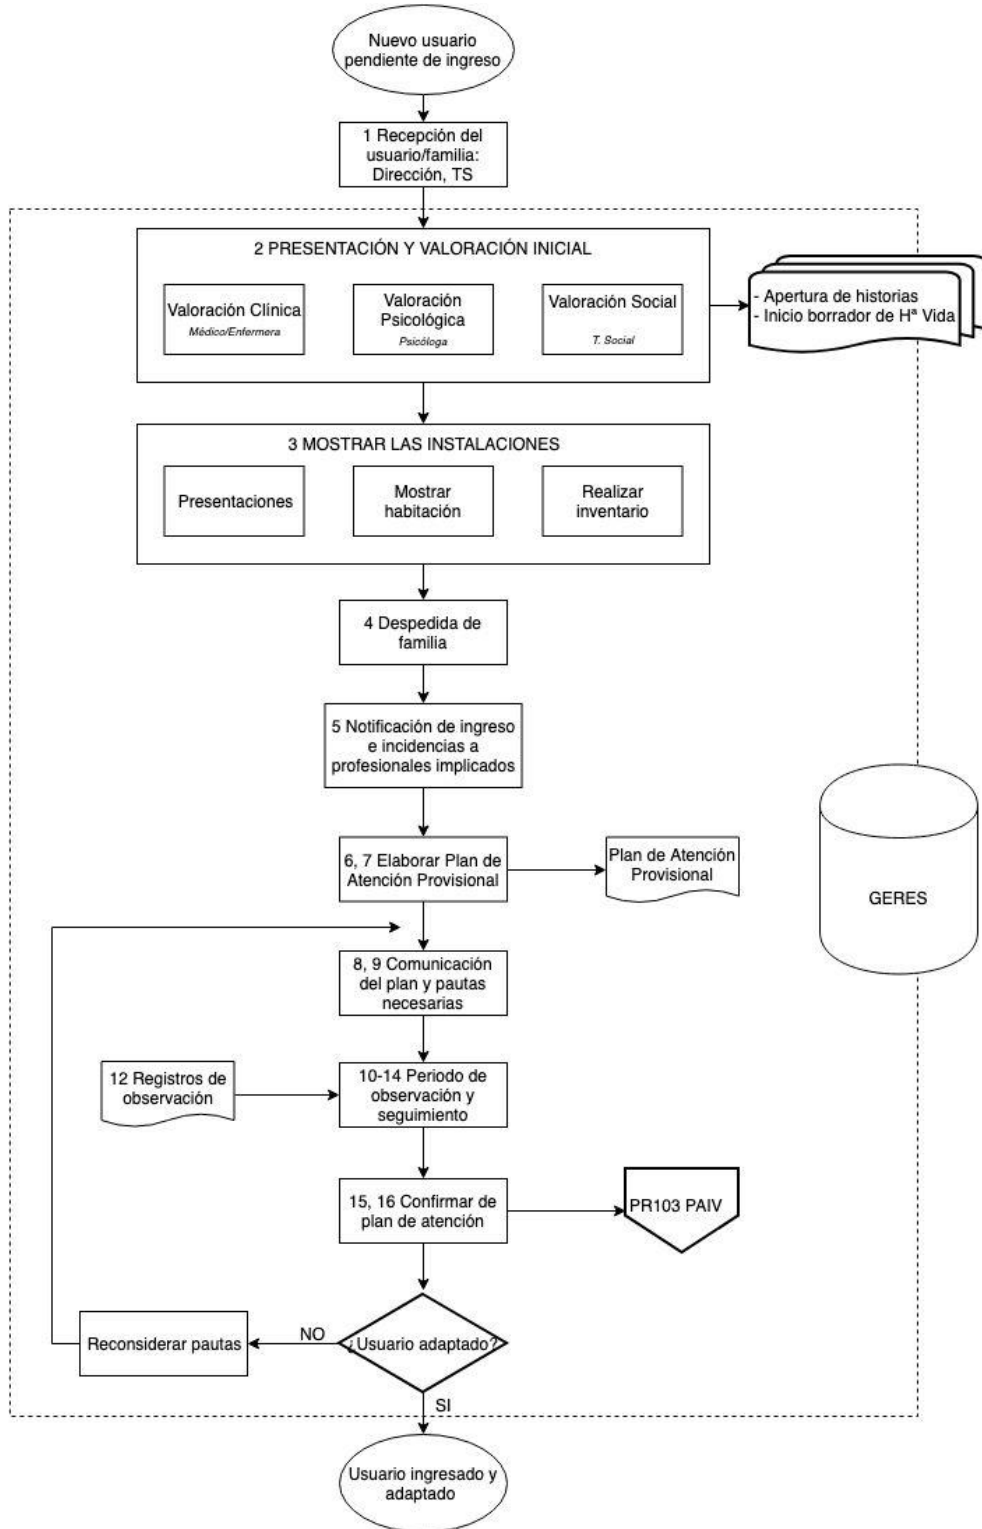 Nuevo usuario
pendiente de ingreso
1 Recepción del
usuario/familia:
Dirección, TS
2 PRESENTACIÓN Y VALORACIÓN INICIAL
Valoración Clínica
Médico/Enfermera
Valoración
Psicológica
Psicóloga
Valoración Social
T. Social
- Apertura de historias
- Inicio borrador de Hª Vida
3 MOSTRAR LAS INSTALACIONES
Presentaciones
Mostrar
habitación
Realizar
inventario
4 Despedida de
familia
5 Notificación de ingreso
e incidencias a
profesionales implicados
6, 7 Elaborar Plan de
Atención Provisional
Plan de Atención
Provisional
GERES
8, 9 Comunicación
del plan y pautas
necesarias
12 Registros de
observación
10-14 Periodo de
observación y
seguimiento
15, 16 Confirmar de
plan de atención
PR103 PAIV
¿Usuario adaptado?
NO
Reconsiderar pautas
SI
Usuario ingresado y
adaptado